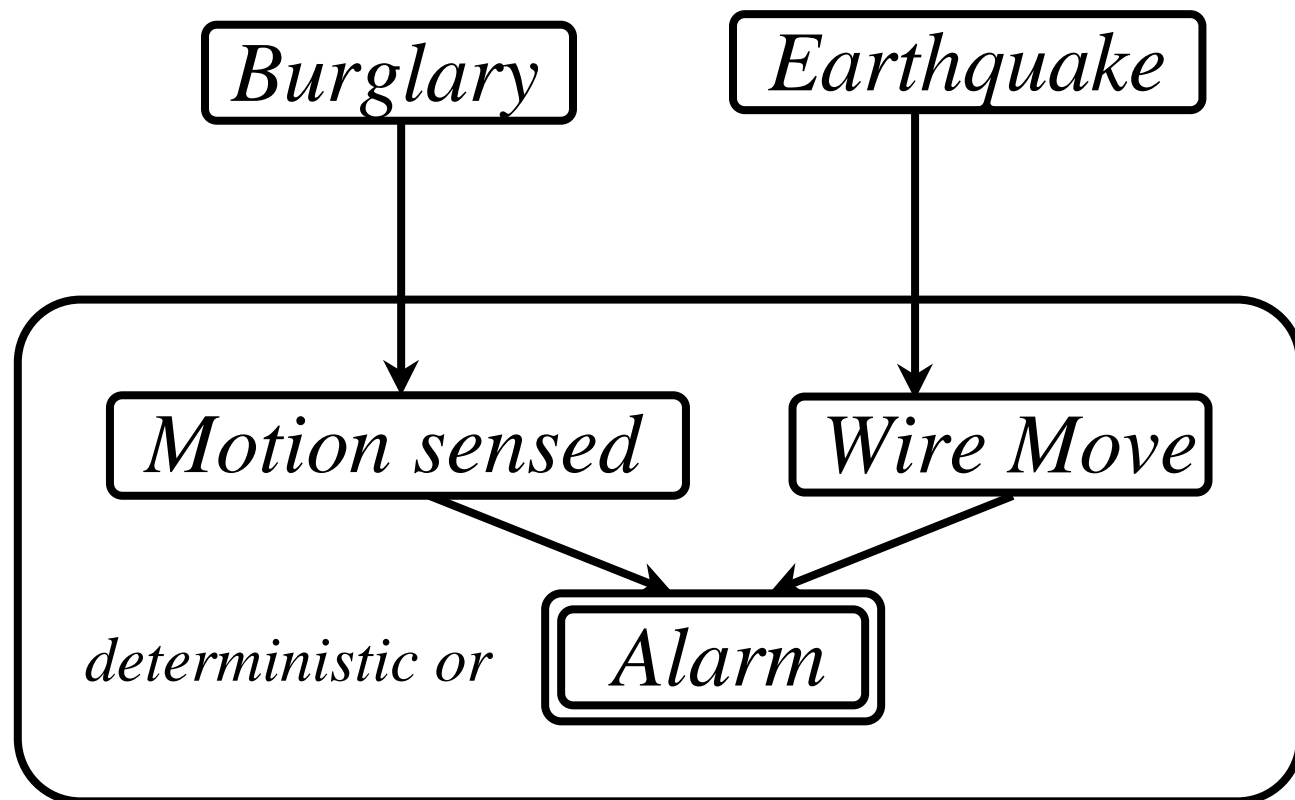 Burglary
Earthquake
Motion sensed
Wire Move
deterministic or
Alarm